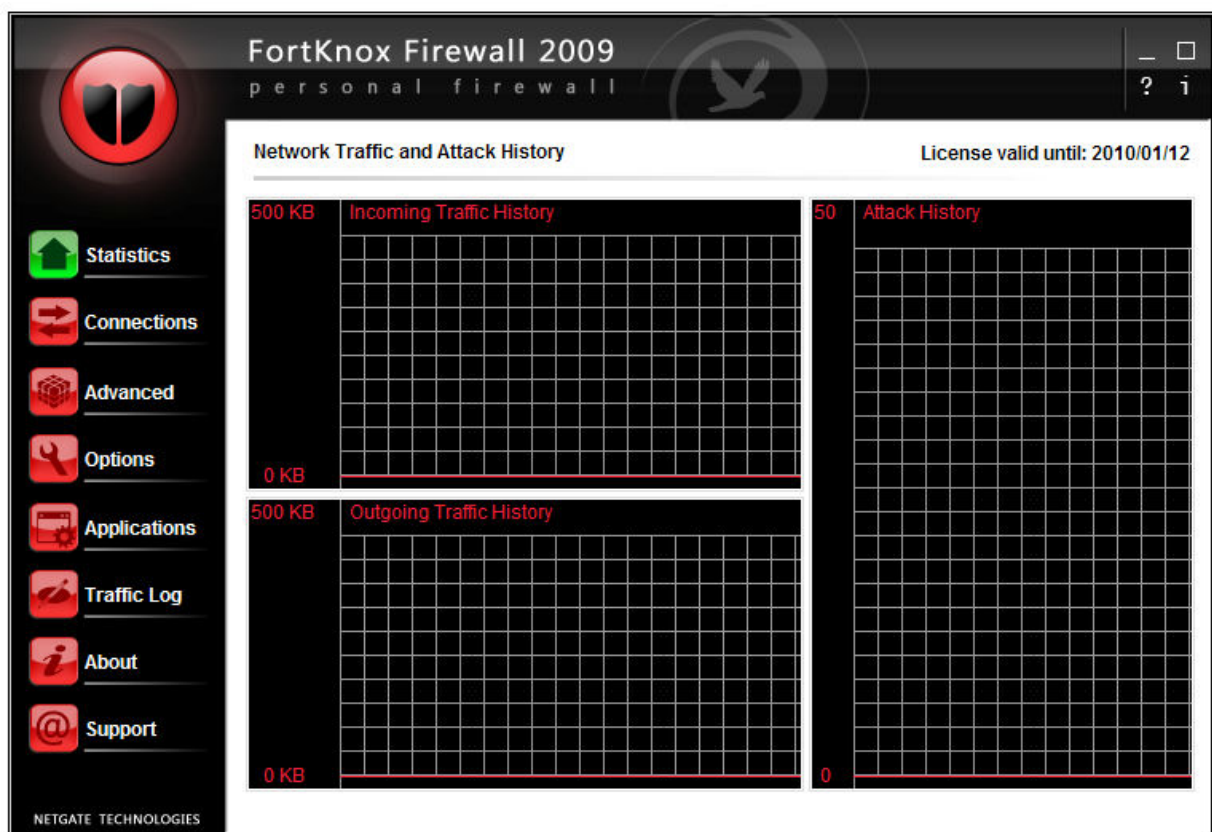 FortKnox Firewall 2009
personal firewall
? i
Network Traffic and Attack History
License valid until: 2010/01/12
Statistics
Connections
Advanced
Options
Applications
Traffic Log
About
Support
NETGATE TECHNOLOGIES
500 KB
Incoming Traffic History
0 KB
500 KB
Outgoing Traffic History
0 KB
50
Attack History
0